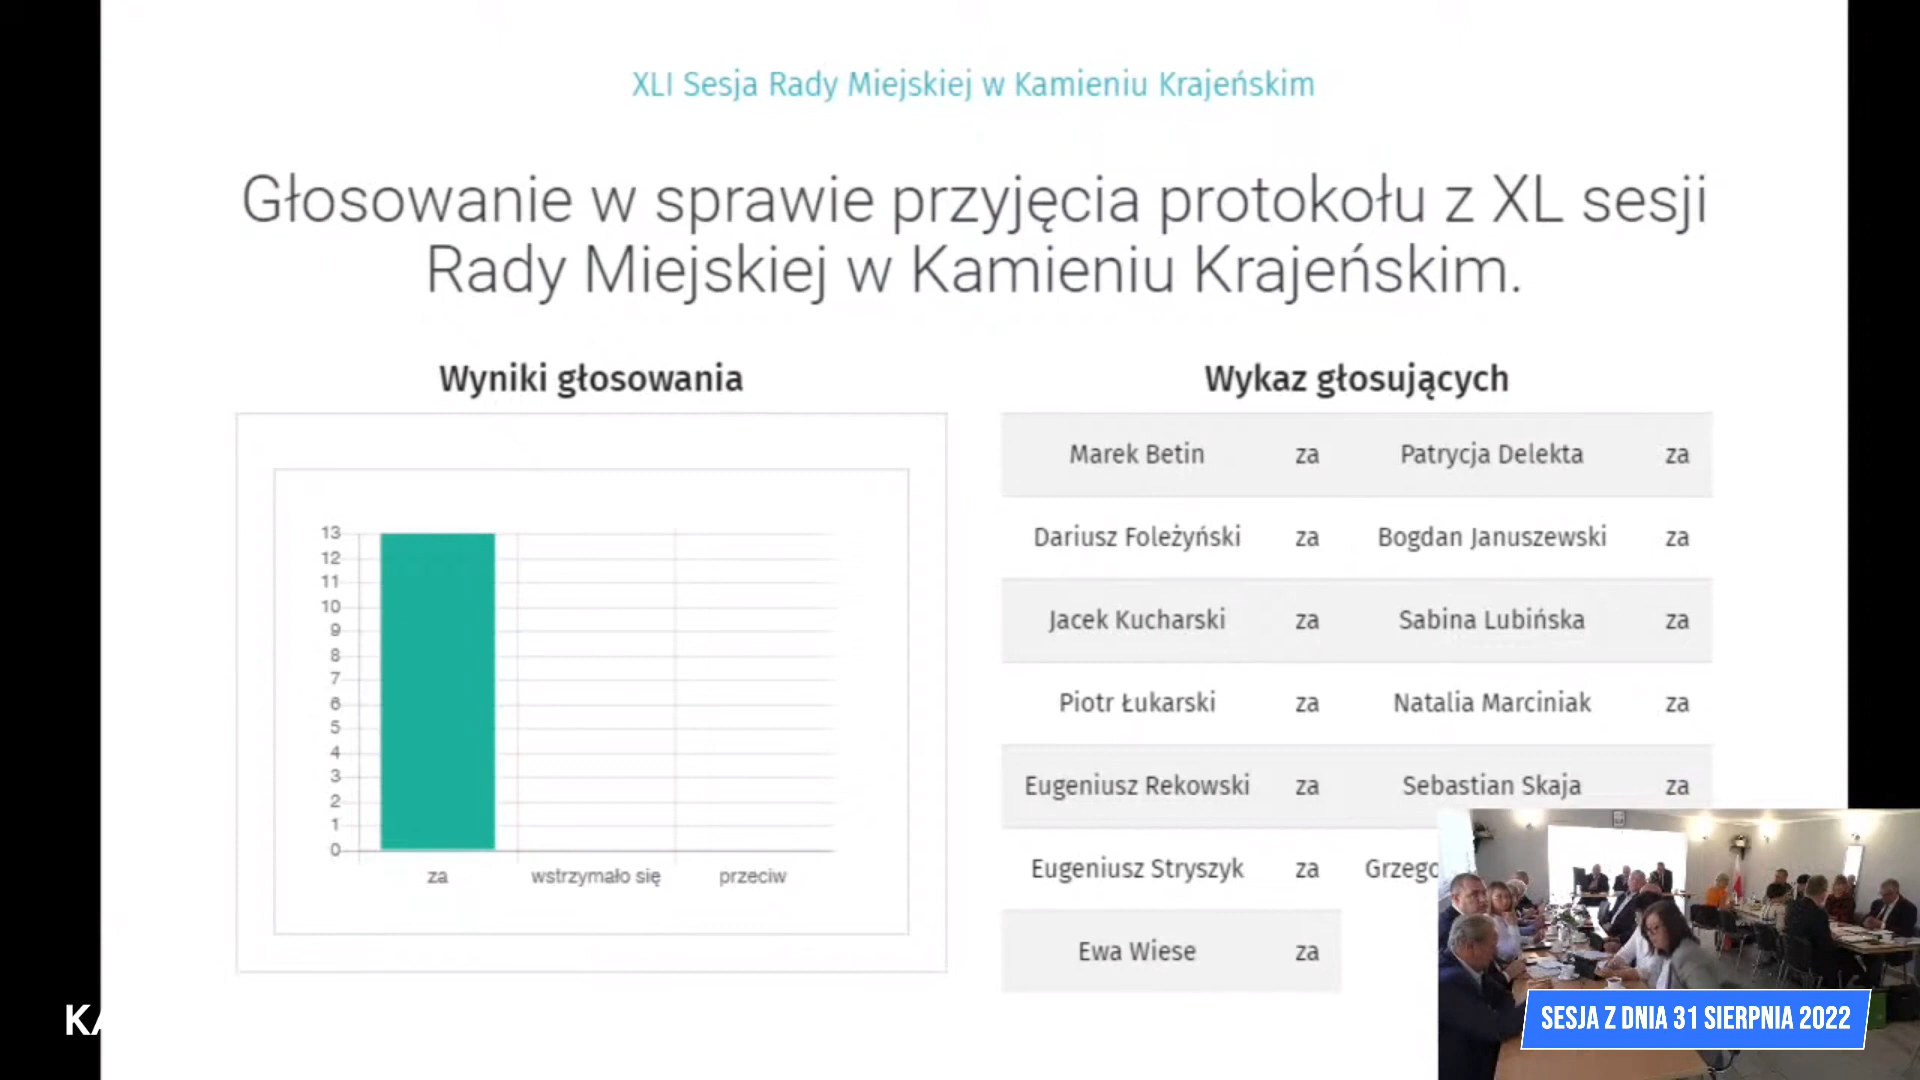 XLI Sesja Rady Miejskiej w Kamieniu Krajeńskim
Głosowanie w sprawie przyjęcia protokołu z XL sesji
Rady Miejskiej w Kamieniu Krajeńskim.
Wyniki głosowania
13
12
11
10
9
8
7
6
5
4
3
2
1
0
za wstrzymało się przeciw
Wykaz głosujących
Marek Betin za Patrycja Delekta za
Dariusz Foleżyński za Bogdan Januszewski za
Jacek Kucharski za Sabina Lubińska za
Piotr Łukarski za Natalia Marciniak za
Eugeniusz Rekowski za Sebastian Skaja za
Eugeniusz Stryszyk za
Ewa Wiese za
SESJA Z DNIA 31 SIERPNIA 2022